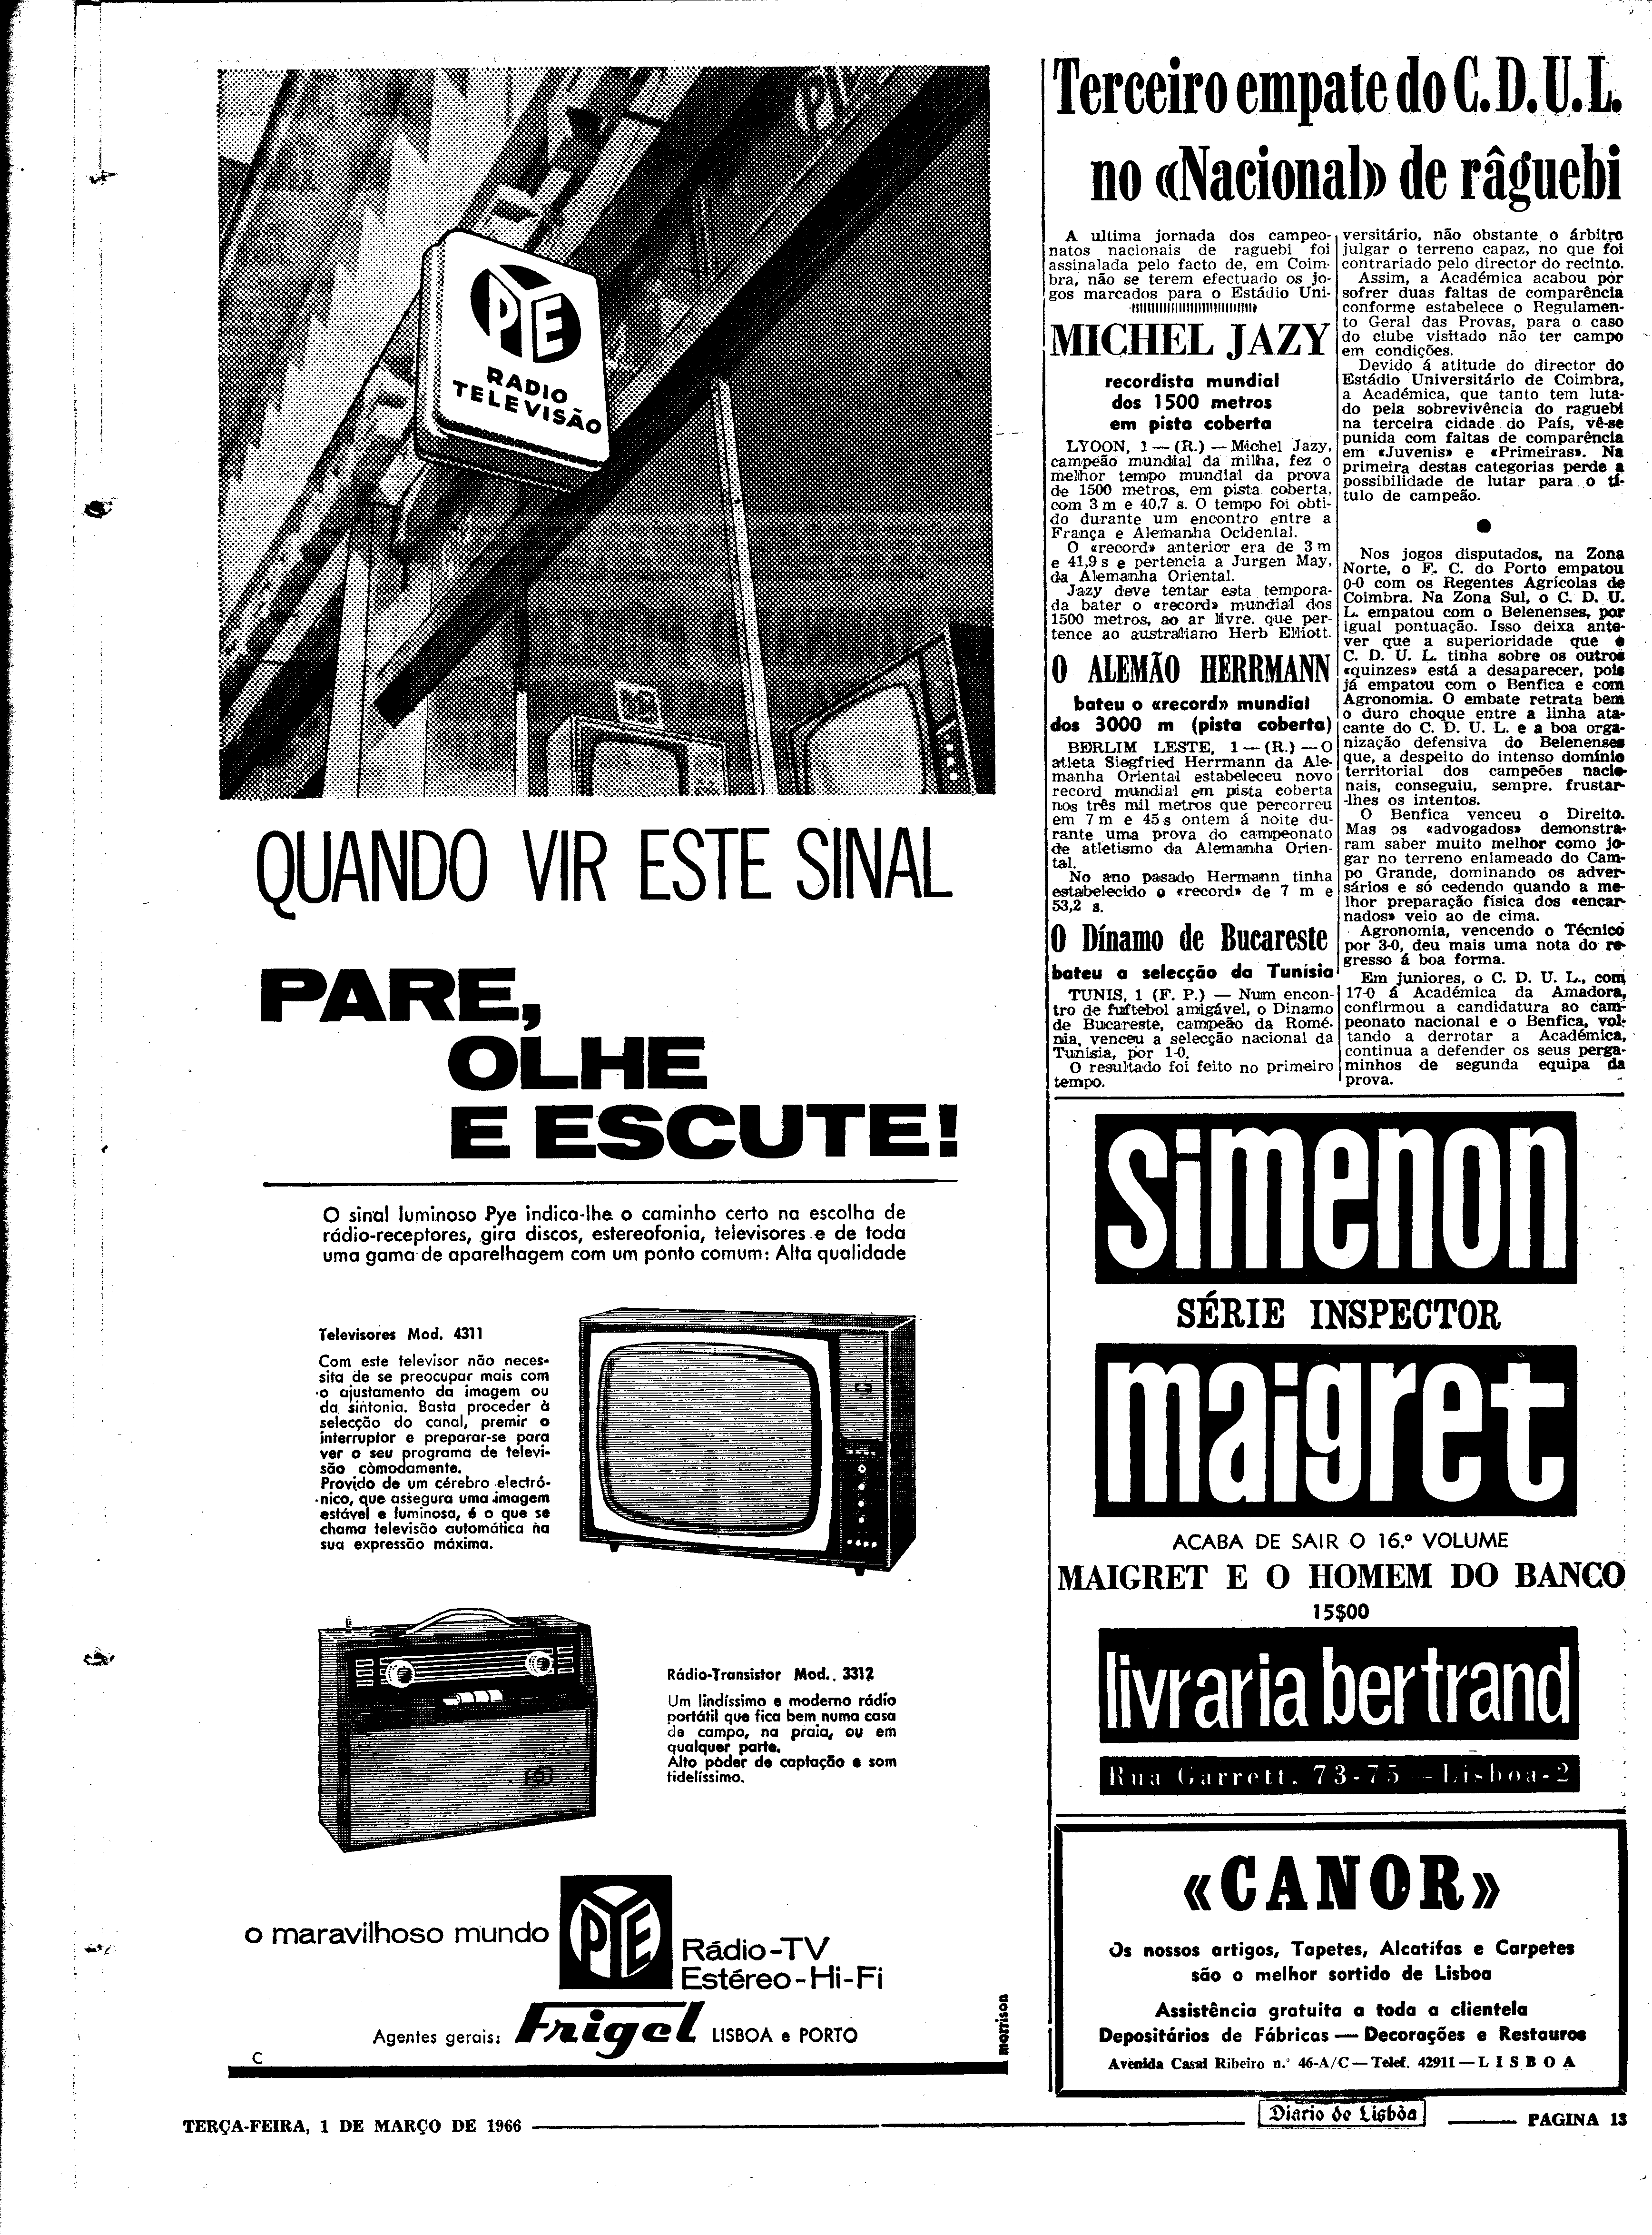 PYE
RADIO
TELEVISÃO
QUANDO VIR ESTE SINAL
PARE,
OLHE
E ESCUTE!
O sinal luminoso Pye indica-lhe o caminho certo na escolha de
rádio-receptores, gira discos, estereofonia, televisores e de toda
uma gama de aparelhagem com um ponto comum: Alta qualidade
Televisores Mod. 4311
Com este televisor não neces-
sita de se preocupar mais com
o ajustamento da imagem ou
da sintonia. Basta proceder à
selecção do canal, premir o
interruptor e preparar-se para
ver o seu programa de televi-
são còmodamente.
Provido de um cérebro electró-
nico, que assegura uma imagem
estável e luminosa, é o que se
chama televisão automática na
sua expressão máxima.
Rádio-Transistor Mod. 3312
Um lindíssimo e moderno rádio
portátil que fica bem numa casa
de campo, na praia, ou em
qualquer parte.
Alto pòder de captação e som
fidelíssimo.
o maravilhoso mundo
PYE
Rádio-TV
Estéreo-Hi-Fi
Agentes gerais: Frigel LISBOA e PORTO
morrison
C
Terceiro empate do C.D.U.L.
no «Nacional» de râguebi
A ultima jornada dos campeo-
natos nacionais de raguebi foi
assinalada pelo facto de, em Coim-
bra, não se terem efectuado os jo-
gos marcados para o Estádio Uni-
versitário, não obstante o árbitro
julgar o terreno capaz, no que foi
contrariado pelo director do recinto.
Assim, a Académica acabou por
sofrer duas faltas de comparência
conforme estabelece o Regulamen-
to Geral das Provas, para o caso
do clube visitado não ter campo
em condições.
Devido á atitude do director do
Estádio Universitário de Coimbra,
a Académica, que tanto tem luta-
do pela sobrevivência do raguebi
na terceira cidade do País, vê-se
punida com faltas de comparência
em «Juvenis» e «Primeiras». Na
primeira destas categorias perde a
possibilidade de lutar para o tí-
tulo de campeão.
Nos jogos disputados, na Zona
Norte, o F. C. do Porto empatou
0-0 com os Regentes Agrícolas de
Coimbra. Na Zona Sul, o C. D. U.
L. empatou com o Belenenses, por
igual pontuação. Isso deixa ante-
ver que a superioridade que o
C. D. U. L. tinha sobre os outros
«quinzes» está a desaparecer, pois
já empatou com o Benfica e com
Agronomia. O embate retrata bem
o duro choque entre a linha ata-
cante do C. D. U. L. e a boa orga-
nização defensiva do Belenenses
que, a despeito do intenso domínio
territorial dos campeões nacio-
nais, conseguiu, sempre, frustar-
-lhes os intentos.
O Benfica venceu o Direito.
Mas os «advogados» demonstra-
ram saber muito melhor como jo-
gar no terreno enlameado do Cam-
po Grande, dominando os adver-
sários e só cedendo quando a me-
lhor preparação física dos «encar-
nados» veio ao de cima.
Agronomia, vencendo o Técnico
por 3-0, deu mais uma nota do re-
gresso á boa forma.
Em juniores, o C. D. U. L., com
17-0 á Académica da Amadora,
confirmou a candidatura ao cam-
peonato nacional e o Benfica, vol-
tando a derrotar a Académica,
continua a defender os seus perga-
minhos de segunda equipa da
prova.
MICHEL JAZY
recordista mundial
dos 1500 metros
em pista coberta
LYOON, 1 — (R.) — Michel Jazy,
campeão mundial da milha, fez o
melhor tempo mundial da prova
de 1500 metros, em pista coberta,
com 3 m e 40,7 s. O tempo foi obti-
do durante um encontro entre a
França e Alemanha Ocidental.
O «record» anterior era de 3 m
e 41,9 s e pertencia a Jurgen May,
da Alemanha Oriental.
Jazy deve tentar esta tempora-
da bater o «record» mundial dos
1500 metros, ao ar livre, que per-
tence ao australiano Herb Elliott.
O ALEMÃO HERRMANN
bateu o «record» mundial
dos 3000 m (pista coberta)
BERLIM LESTE, 1 — (R.) — O
atleta Siegfried Herrmann da Ale-
manha Oriental estabeleceu novo
record mundial em pista coberta
nos três mil metros que percorreu
em 7 m e 45 s ontem á noite du-
rante uma prova do campeonato
de atletismo da Alemanha Orien-
tal.
No ano pasado Hermann tinha
estabelecido o «record» de 7 m e
53,2 s.
O Dínamo de Bucareste
bateu a selecção da Tunísia
TUNIS, 1 (F. P.) — Num encon-
tro de fuftebol amigável, o Dinamo
de Bucareste, campeão da Romé-
nia, venceu a selecção nacional da
Tunisia, por 1-0.
O resultado foi feito no primeiro
tempo.
simenon
SÉRIE INSPECTOR
maigret
ACABA DE SAIR O 16.º VOLUME
MAIGRET E O HOMEM DO BANCO
15$00
livraria bertrand
Rua Garrett, 73-75 — Lisboa-2
«CANOR»
Os nossos artigos, Tapetes, Alcatifas e Carpetes
são o melhor sortido de Lisboa
Assistência gratuita a toda a clientela
Depositários de Fábricas — Decorações e Restauros
Avenida Casal Ribeiro n.º 46-A/C — Telef. 42911 — LISBOA
TERÇA-FEIRA, 1 DE MARÇO DE 1966
Diário de Lisbôa
PAGINA 13